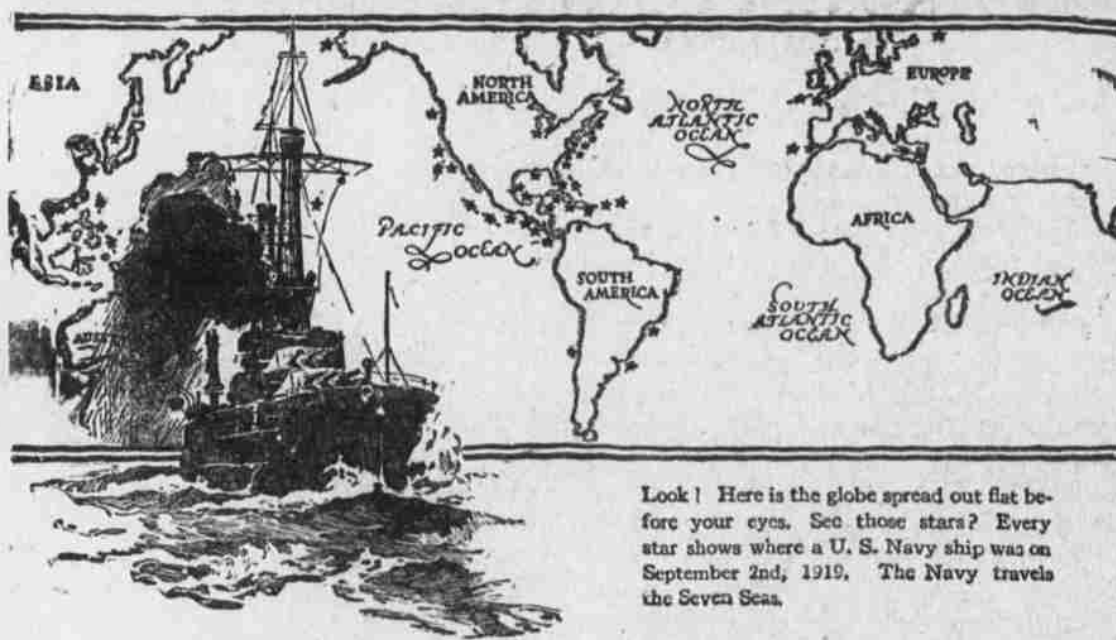 ESIA
NORTH
AMERICA
NORTH
ATLANTIC
OCEAN
EUROPE
PACIFIC
OCEAN
AFRICA
SOUTH
AMERICA
SOUTH
ATLANTIC
OCEAN
INDIAN
OCEAN
Look! Here is the globe spread out flat be-
fore your eyes. See those stars? Every
star shows where a U. S. Navy ship was on
September 2nd, 1919. The Navy travels
the Seven Seas.